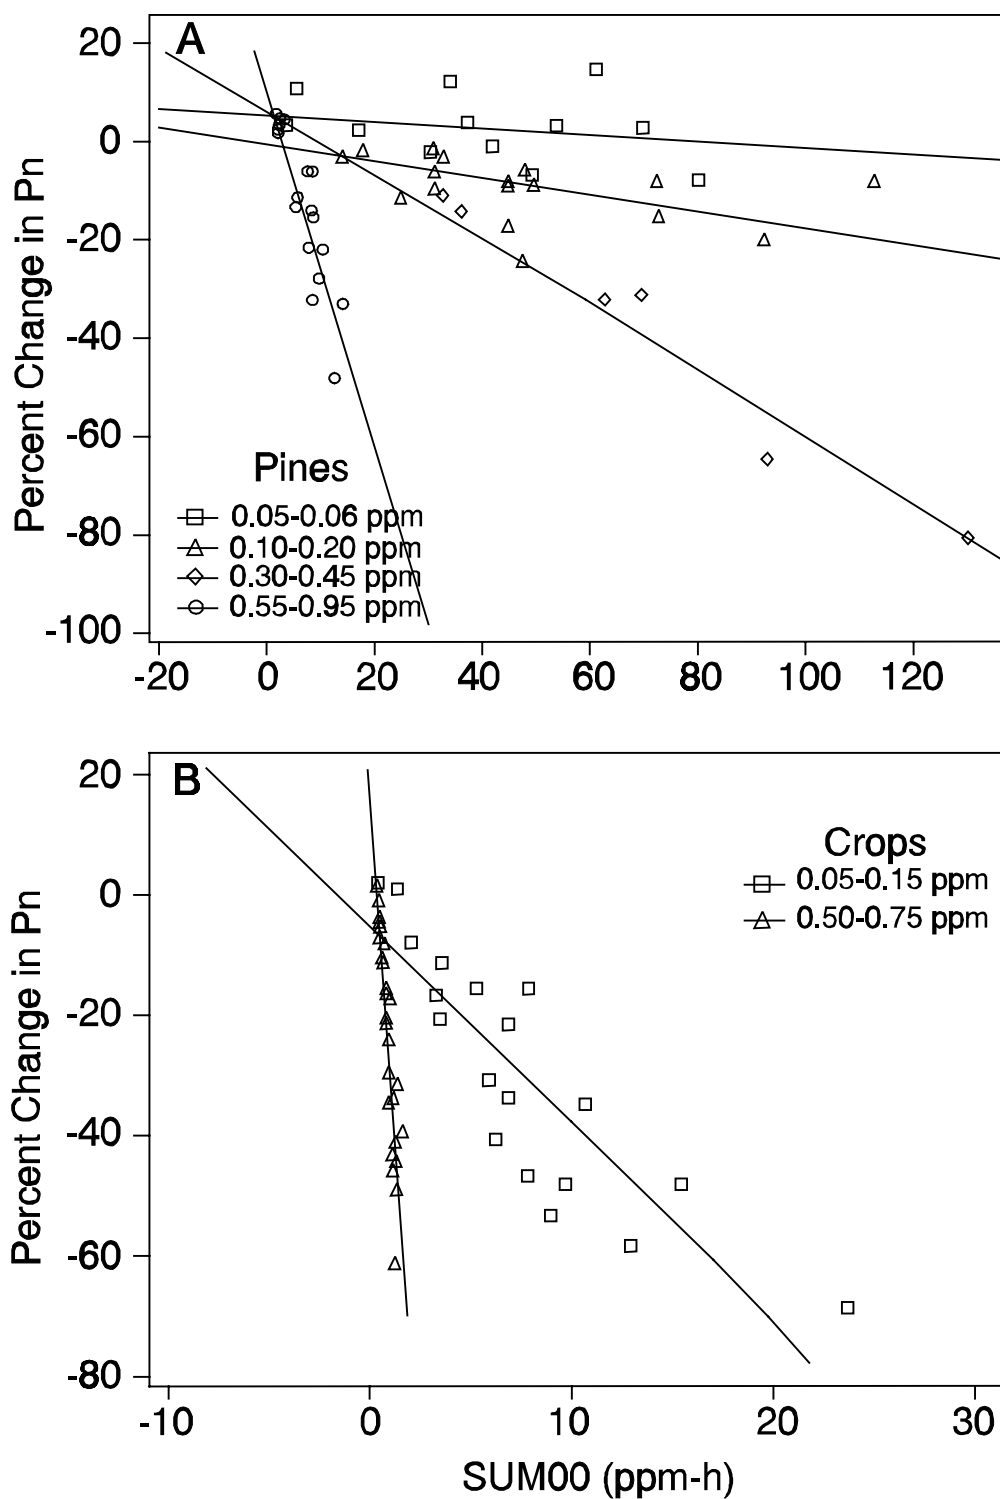 A
20
0
-20
-40
-60
-80
-100
Percent Change in Pn
Pines
0.05-0.06 ppm
0.10-0.20 ppm
0.30-0.45 ppm
0.55-0.95 ppm
-20 0 20 40 60 80 100 120
B
20
0
-20
-40
-60
-80
Percent Change in Pn
Crops
0.05-0.15 ppm
0.50-0.75 ppm
-10 0 10 20 30
SUM00 (ppm-h)